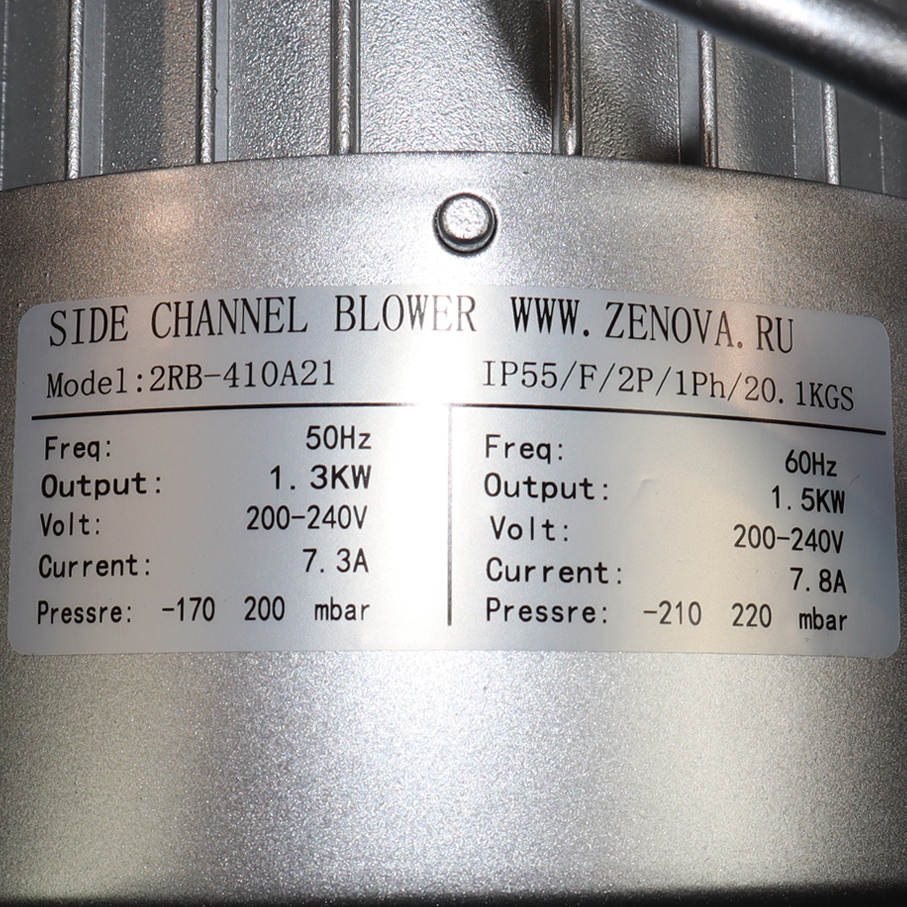 SIDE CHANNEL BLOWER WWW. ZENOVA. RU
Model:2RB-410A21 IP55/F/2P/1Ph/20.1KGS
Freq: 50Hz
Output: 1.3KW
Volt: 200-240V
Current: 7.3A
Pressre: -170 200 mbar
Freq: 60Hz
Output: 1.5KW
Volt: 200-240V
Current: 7.8A
Pressre: -210 220 mbar